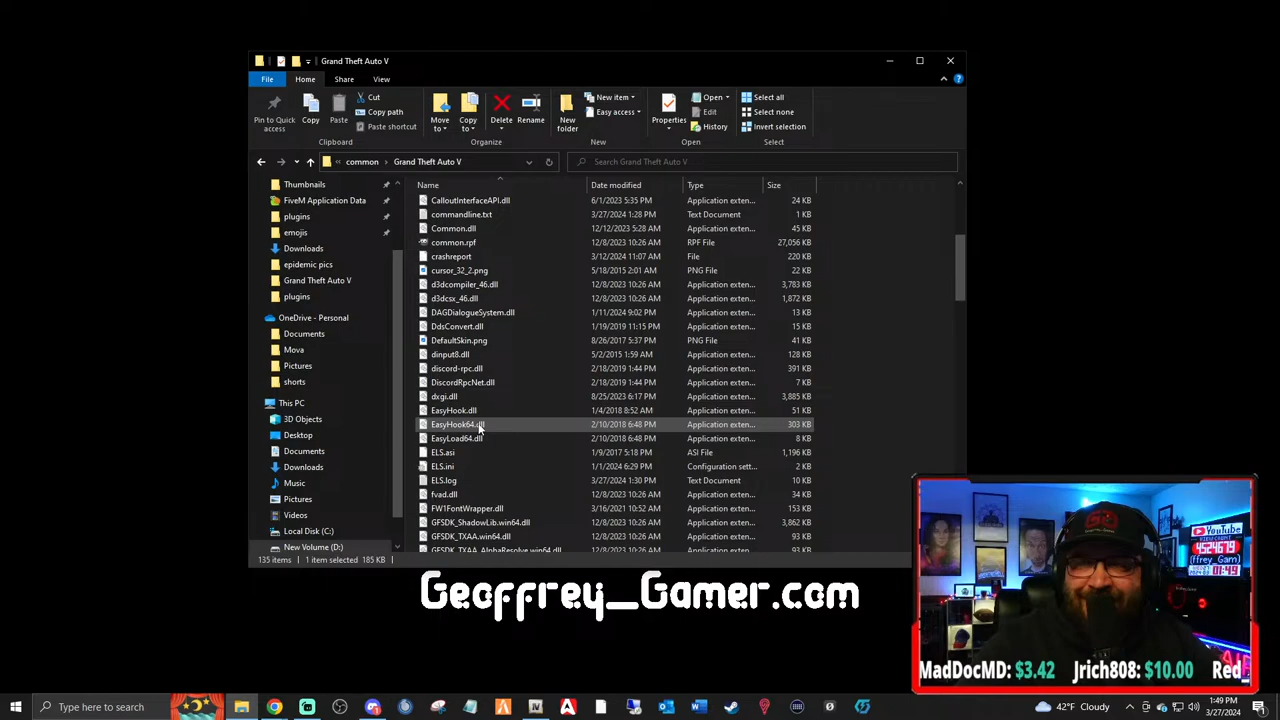 Grand Theft Auto V
File Home Share View
Pin to Quick access
Copy
Paste
Cut
Copy path
Paste shortcut
Clipboard
Move to
Copy to
Delete
Rename
Organize
New folder
New item
Easy access
New
Properties
Open
Edit
History
Open
Select all
Select none
Invert selection
Select
common > Grand Theft Auto V
Search Grand Theft Auto V
Thumbnails
FiveM Application Data
plugins
emojis
Downloads
epidemic pics
Grand Theft Auto V
plugins
OneDrive - Personal
Documents
Mova
Pictures
shorts
This PC
3D Objects
Desktop
Documents
Downloads
Music
Pictures
Videos
Local Disk (C:)
New Volume (D:)
Name Date modified Type Size
CalloutInterfaceAPI.dll 6/1/2023 5:35 PM Application exten... 24 KB
commandline.txt 3/27/2024 1:28 PM Text Document 1 KB
Common.dll 12/12/2023 5:28 AM Application exten... 45 KB
common.rpf 12/8/2023 10:26 AM RPF File 27,056 KB
crashreport 3/12/2024 11:07 AM File 220 KB
cursor_32_2.png 5/18/2015 2:01 AM PNG File 22 KB
d3dcompiler_46.dll 12/8/2023 10:26 AM Application exten... 3,783 KB
d3dcsx_46.dll 12/8/2023 10:26 AM Application exten... 1,872 KB
DAGDialogueSystem.dll 1/11/2024 9:02 PM Application exten... 13 KB
DdsConvert.dll 1/19/2019 11:15 PM Application exten... 15 KB
DefaultSkin.png 8/26/2017 5:37 PM PNG File 41 KB
dinput8.dll 5/2/2015 1:59 AM Application exten... 128 KB
discord-rpc.dll 2/18/2019 1:44 PM Application exten... 391 KB
DiscordRpcNet.dll 2/18/2019 1:44 PM Application exten... 7 KB
dxgi.dll 8/25/2023 6:17 PM Application exten... 3,885 KB
EasyHook.dll 1/4/2018 8:52 AM Application exten... 51 KB
EasyHook64.dll 2/10/2018 6:48 PM Application exten... 303 KB
EasyLoad64.dll 2/10/2018 6:48 PM Application exten... 8 KB
ELS.asi 1/9/2017 5:18 PM ASI File 1,196 KB
ELS.ini 1/1/2024 6:29 PM Configuration sett... 2 KB
ELS.log 3/27/2024 1:30 PM Text Document 10 KB
fvad.dll 12/8/2023 10:26 AM Application exten... 34 KB
FW1FontWrapper.dll 3/16/2021 10:52 AM Application exten... 153 KB
GFSDK_ShadowLib.win64.dll 12/8/2023 10:26 AM Application exten... 3,862 KB
GFSDK_TXAA.win64.dll 12/8/2023 10:26 AM Application exten... 93 KB
GFSDK_TXAA_AlphaResolve.win64.dll 12/8/2023 10:26 AM Application exten... 93 KB
135 items 1 item selected 185 KB
Geoffrey_Gamer.com
YouTube
4524679
01:49
MadDocMD: $3.42 Jrich808: $10.00 Red
Type here to search
42°F Cloudy
1:49 PM
3/27/2024